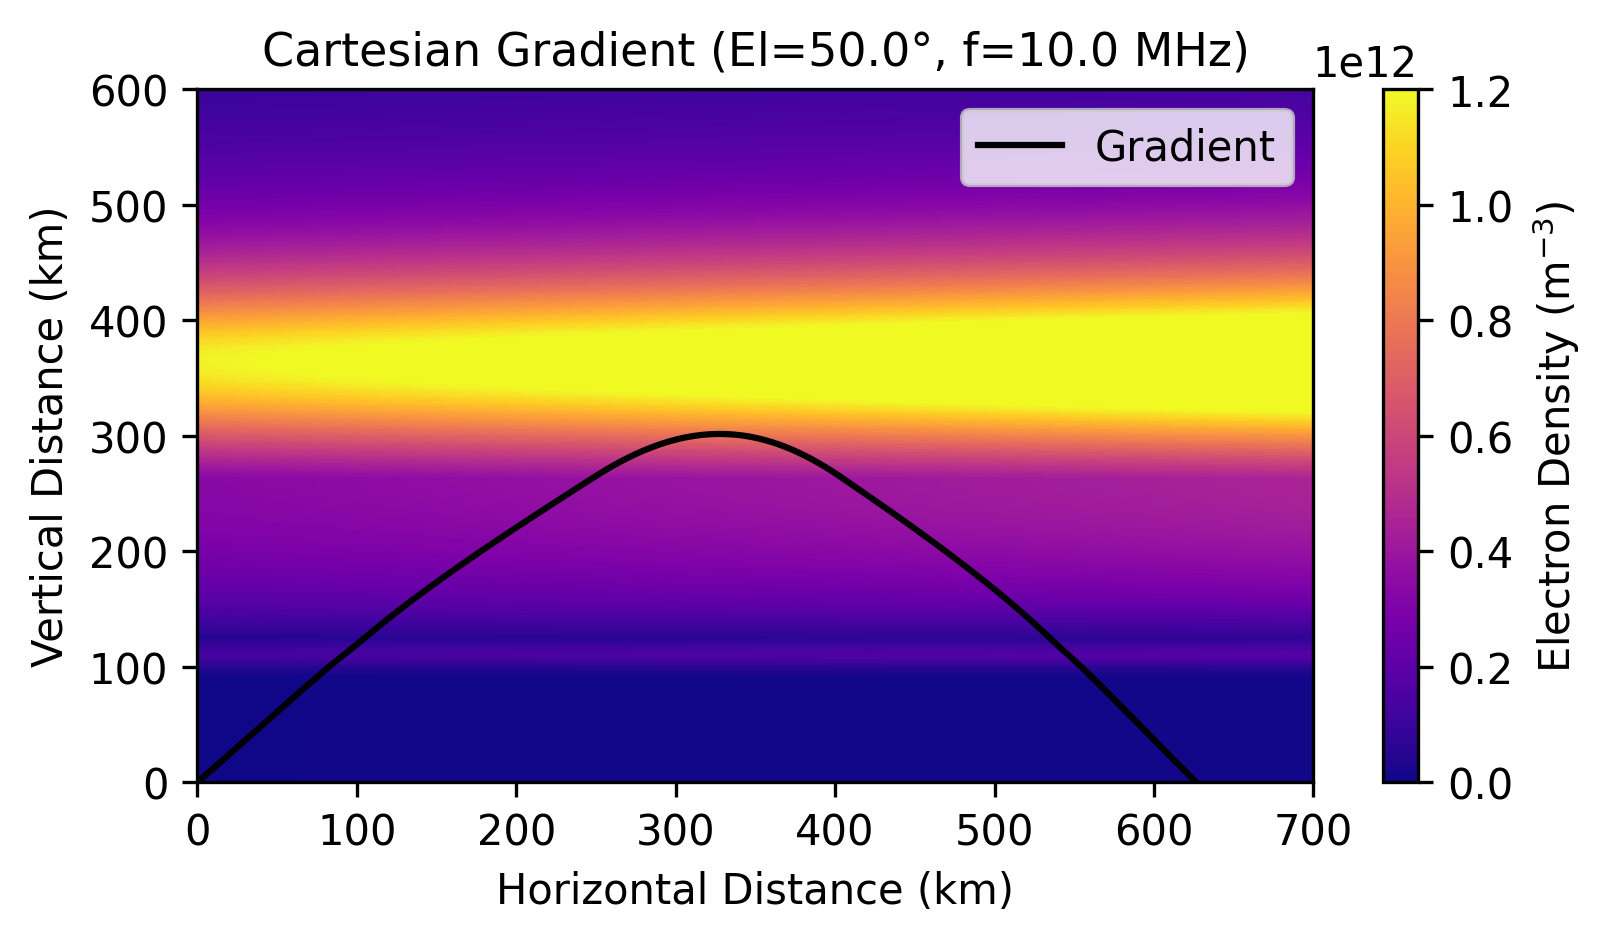 Cartesian Gradient (El=50.0°, f=10.0 MHz)
1e12
Gradient
600
500
400
300
200
100
0
Vertical Distance (km)
0 100 200 300 400 500 600 700
Horizontal Distance (km)
1.2
1.0
0.8
0.6
0.4
0.2
0.0
Electron Density (m⁻³)